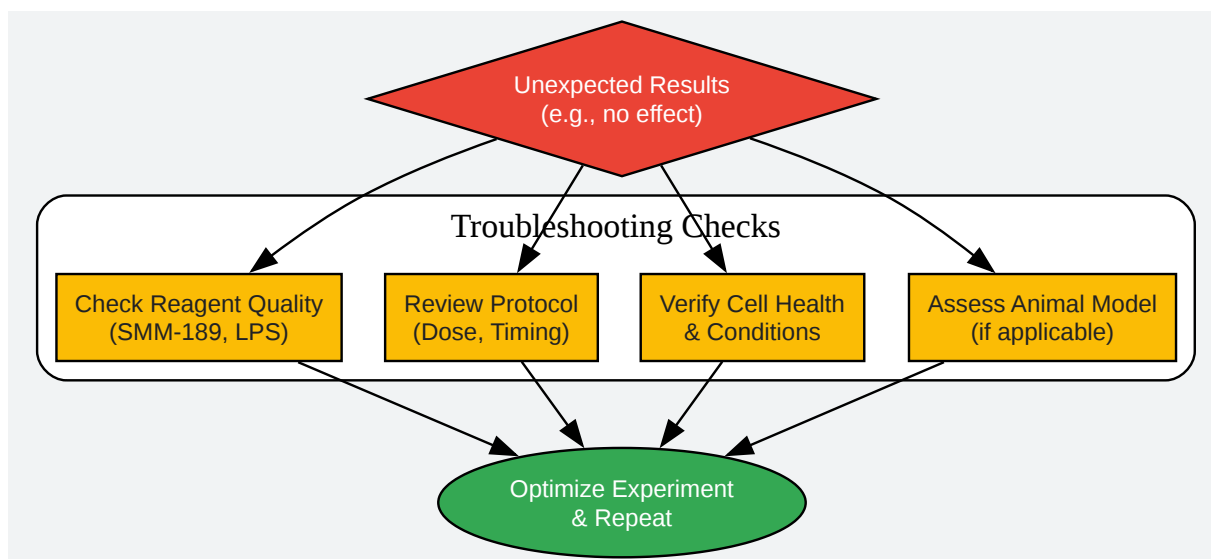 Unexpected Results
(e.g., no effect)
Troubleshooting Checks
Check Reagent Quality
(SMM-189, LPS)
Review Protocol
(Dose, Timing)
Verify Cell Health
& Conditions
Assess Animal Model
(if applicable)
Optimize Experiment
& Repeat